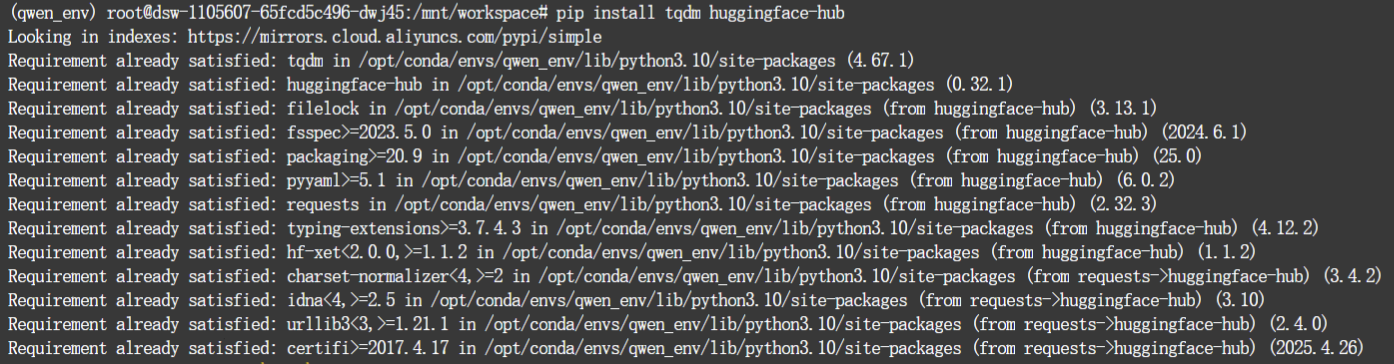 (qwen_env) root@dsw-1105607-65fcd5c496-dwj45:/mnt/workspace# pip install tqdm huggingface-hub
Looking in indexes: https://mirrors.cloud.aliyuncs.com/pypi/simple
Requirement already satisfied: tqdm in /opt/conda/envs/qwen_env/lib/python3.10/site-packages (4.67.1)
Requirement already satisfied: huggingface-hub in /opt/conda/envs/qwen_env/lib/python3.10/site-packages (0.32.1)
Requirement already satisfied: filelock in /opt/conda/envs/qwen_env/lib/python3.10/site-packages (from huggingface-hub) (3.13.1)
Requirement already satisfied: fsspec>=2023.5.0 in /opt/conda/envs/qwen_env/lib/python3.10/site-packages (from huggingface-hub) (2024.6.1)
Requirement already satisfied: packaging>=20.9 in /opt/conda/envs/qwen_env/lib/python3.10/site-packages (from huggingface-hub) (25.0)
Requirement already satisfied: pyyaml>=5.1 in /opt/conda/envs/qwen_env/lib/python3.10/site-packages (from huggingface-hub) (6.0.2)
Requirement already satisfied: requests in /opt/conda/envs/qwen_env/lib/python3.10/site-packages (from huggingface-hub) (2.32.3)
Requirement already satisfied: typing-extensions>=3.7.4.3 in /opt/conda/envs/qwen_env/lib/python3.10/site-packages (from huggingface-hub) (4.12.2)
Requirement already satisfied: hf-xet<2.0.0,>=1.1.2 in /opt/conda/envs/qwen_env/lib/python3.10/site-packages (from huggingface-hub) (1.1.2)
Requirement already satisfied: charset-normalizer<4,>=2 in /opt/conda/envs/qwen_env/lib/python3.10/site-packages (from requests->huggingface-hub) (3.4.2)
Requirement already satisfied: idna<4,>=2.5 in /opt/conda/envs/qwen_env/lib/python3.10/site-packages (from requests->huggingface-hub) (3.10)
Requirement already satisfied: urllib3<3,>=1.21.1 in /opt/conda/envs/qwen_env/lib/python3.10/site-packages (from requests->huggingface-hub) (2.4.0)
Requirement already satisfied: certifi>=2017.4.17 in /opt/conda/envs/qwen_env/lib/python3.10/site-packages (from requests->huggingface-hub) (2025.4.26)